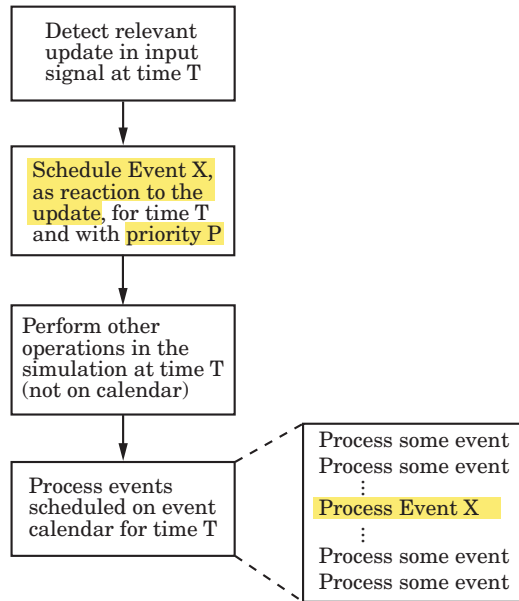 Detect relevant
update in input
signal at time T
Schedule Event X,
as reaction to the
update, for time T
and with priority P
Perform other
operations in the
simulation at time T
(not on calendar)
Process events
scheduled on event
calendar for time T
Process some event
Process some event
⋮
Process Event X
⋮
Process some event
Process some event